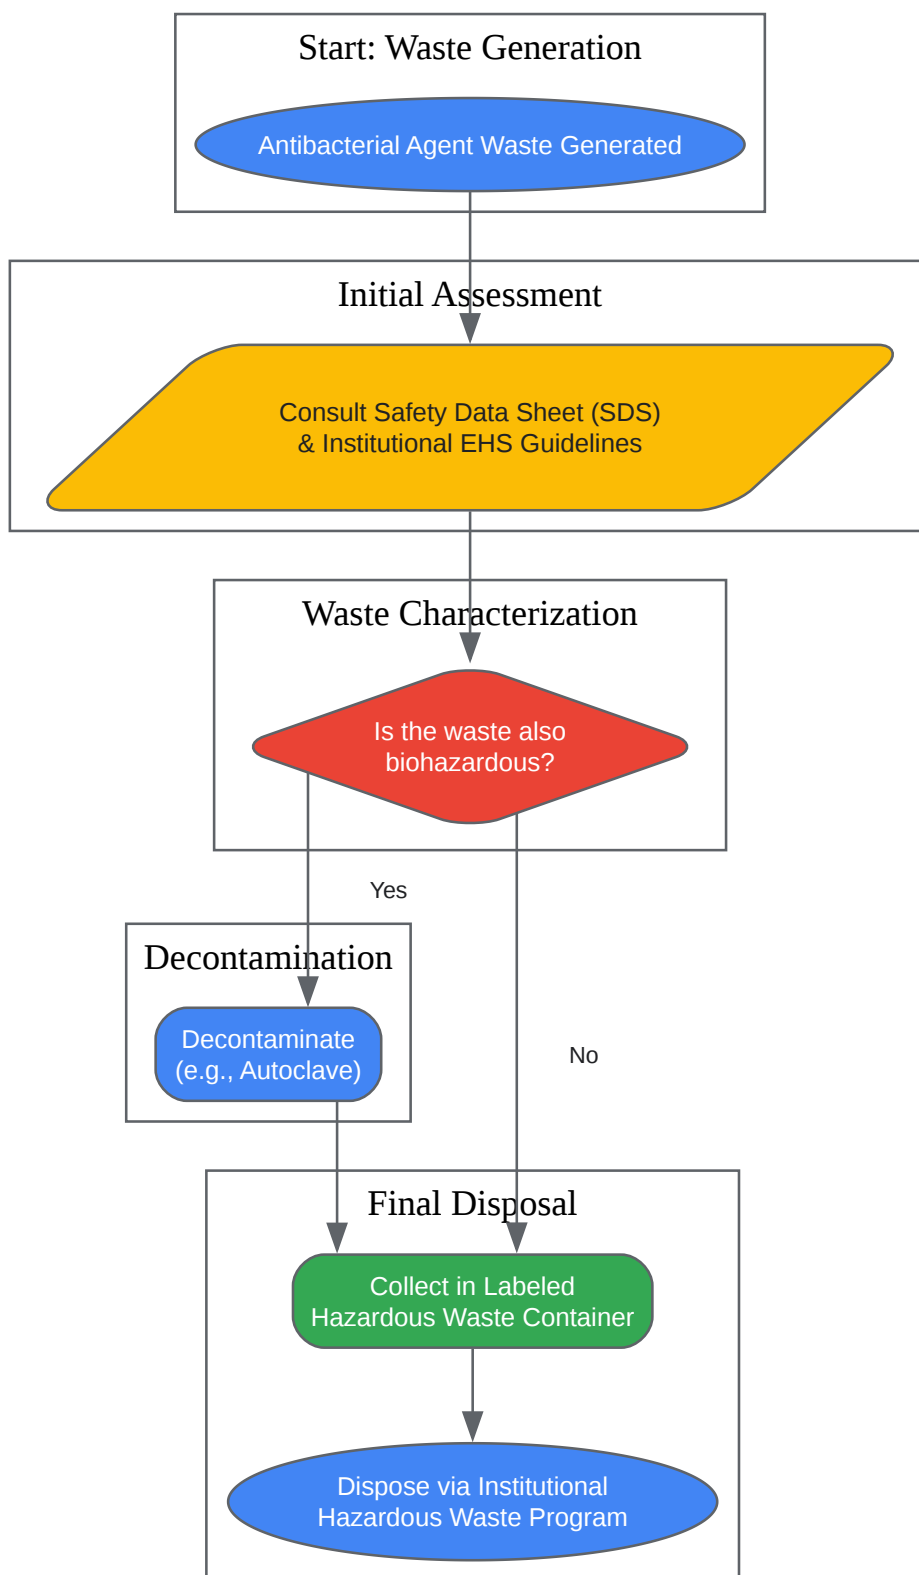 Start: Waste Generation
Antibacterial Agent Waste Generated
Initial Assessment
Consult Safety Data Sheet (SDS)
& Institutional EHS Guidelines
Waste Characterization
Is the waste also
biohazardous?
Yes
Decontamination
Decontaminate
(e.g., Autoclave)
No
Final Disposal
Collect in Labeled
Hazardous Waste Container
Dispose via Institutional
Hazardous Waste Program